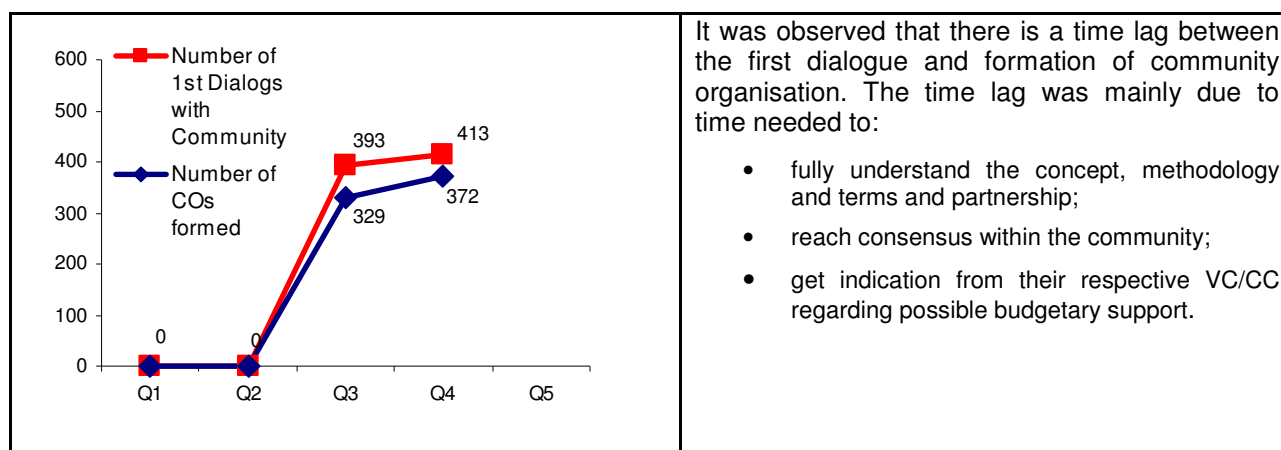 600
500
400
300
200
100
0
Number of
1st Dialogs
with
Community
Number of
COs
formed
393
413
329
372
0
0
Q1 Q2 Q3 Q4 Q5
It was observed that there is a time lag between
the first dialogue and formation of community
organisation. The time lag was mainly due to
time needed to:
• fully understand the concept, methodology
and terms and partnership;
• reach consensus within the community;
• get indication from their respective VC/CC
regarding possible budgetary support.